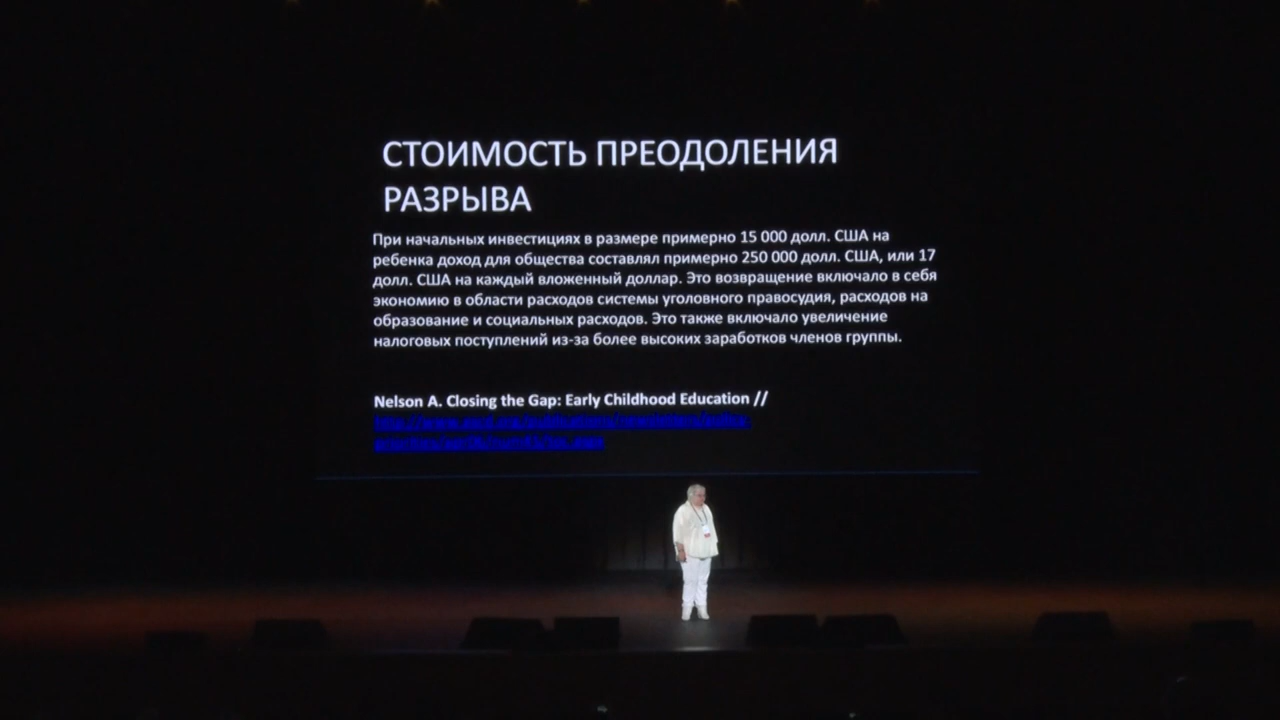 СТОИМОСТЬ ПРЕОДОЛЕНИЯ
РАЗРЫВА
При начальных инвестициях в размере примерно 15 000 долл. США на
ребенка доход для общества составлял примерно 250 000 долл. США, или 17
долл. США на каждый вложенный доллар. Это возвращение включало в себя
экономию в области расходов системы уголовного правосудия, расходов на
образование и социальных расходов. Это также включало увеличение
налоговых поступлений из-за более высоких заработков членов группы.
Nelson A. Closing the Gap: Early Childhood Education //